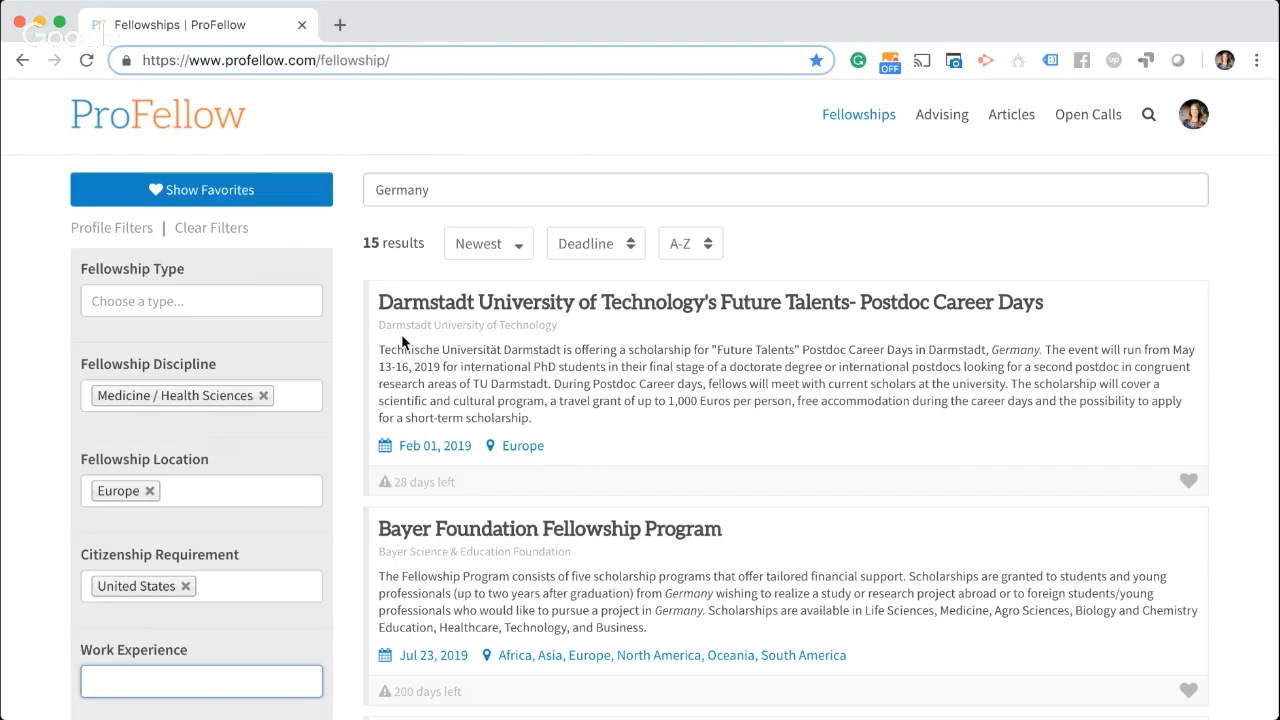 Fellowships | ProFellow
https://www.profellow.com/fellowship/
OFF
ProFellow
Fellowships
Advising
Articles
Open Calls
Show Favorites
Profile Filters | Clear Filters
Fellowship Type
Choose a type...
Fellowship Discipline
Medicine / Health Sciences
Fellowship Location
Europe
Citizenship Requirement
United States
Work Experience
Germany
15 results
Newest
Deadline
A-Z
Darmstadt University of Technology's Future Talents- Postdoc Career Days
Darmstadt University of Technology
Technische Universität Darmstadt is offering a scholarship for "Future Talents" Postdoc Career Days in Darmstadt, Germany. The event will run from May
13-16, 2019 for international PhD students in their final stage of a doctorate degree or international postdocs looking for a second postdoc in congruent
research areas of TU Darmstadt. During Postdoc Career days, fellows will meet with current scholars at the university. The scholarship will cover a
scientific and cultural program, a travel grant of up to 1,000 Euros per person, free accommodation during the career days and the possibility to apply
for a short-term scholarship.
Feb 01, 2019
Europe
28 days left
Bayer Foundation Fellowship Program
Bayer Science & Education Foundation
The Fellowship Program consists of five scholarship programs that offer tailored financial support. Scholarships are granted to students and young
professionals (up to two years after graduation) from Germany wishing to realize a study or research project abroad or to foreign students/young
professionals who would like to pursue a project in Germany. Scholarships are available in Life Sciences, Medicine, Agro Sciences, Biology and Chemistry
Education, Healthcare, Technology, and Business.
Jul 23, 2019
Africa, Asia, Europe, North America, Oceania, South America
200 days left